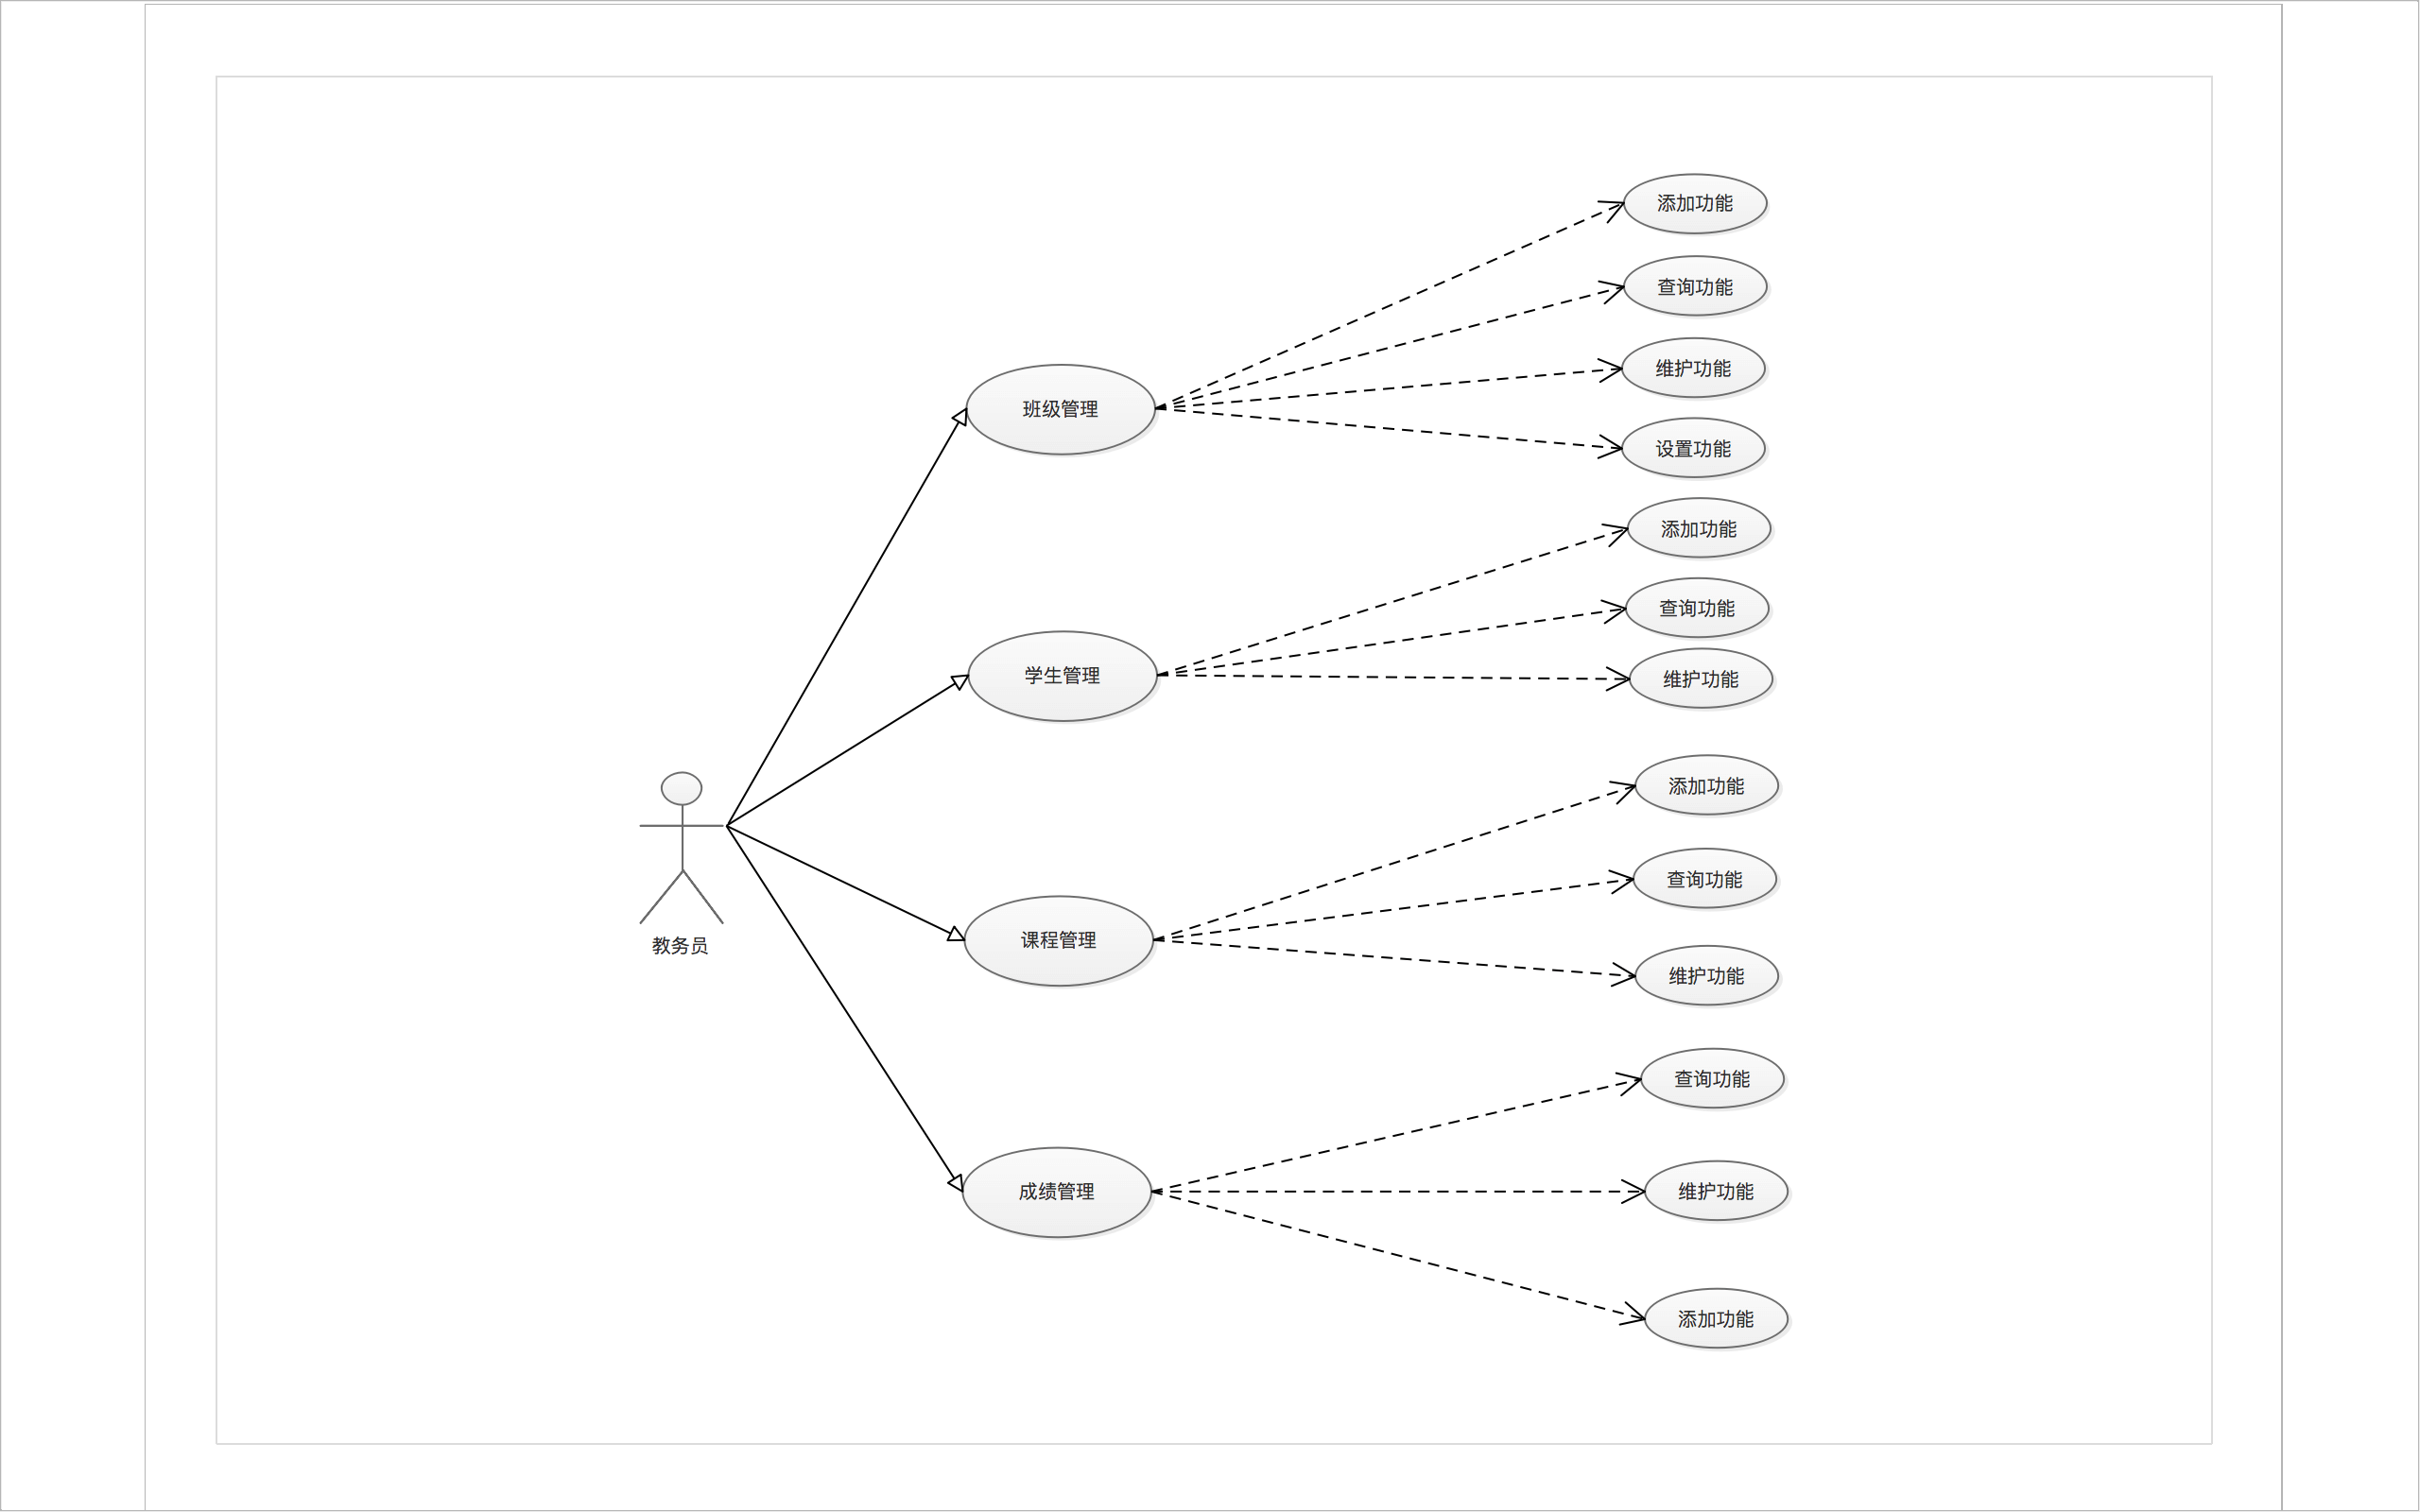 教务员
班级管理
添加功能
查询功能
维护功能
设置功能
学生管理
添加功能
查询功能
维护功能
课程管理
添加功能
查询功能
维护功能
成绩管理
查询功能
维护功能
添加功能